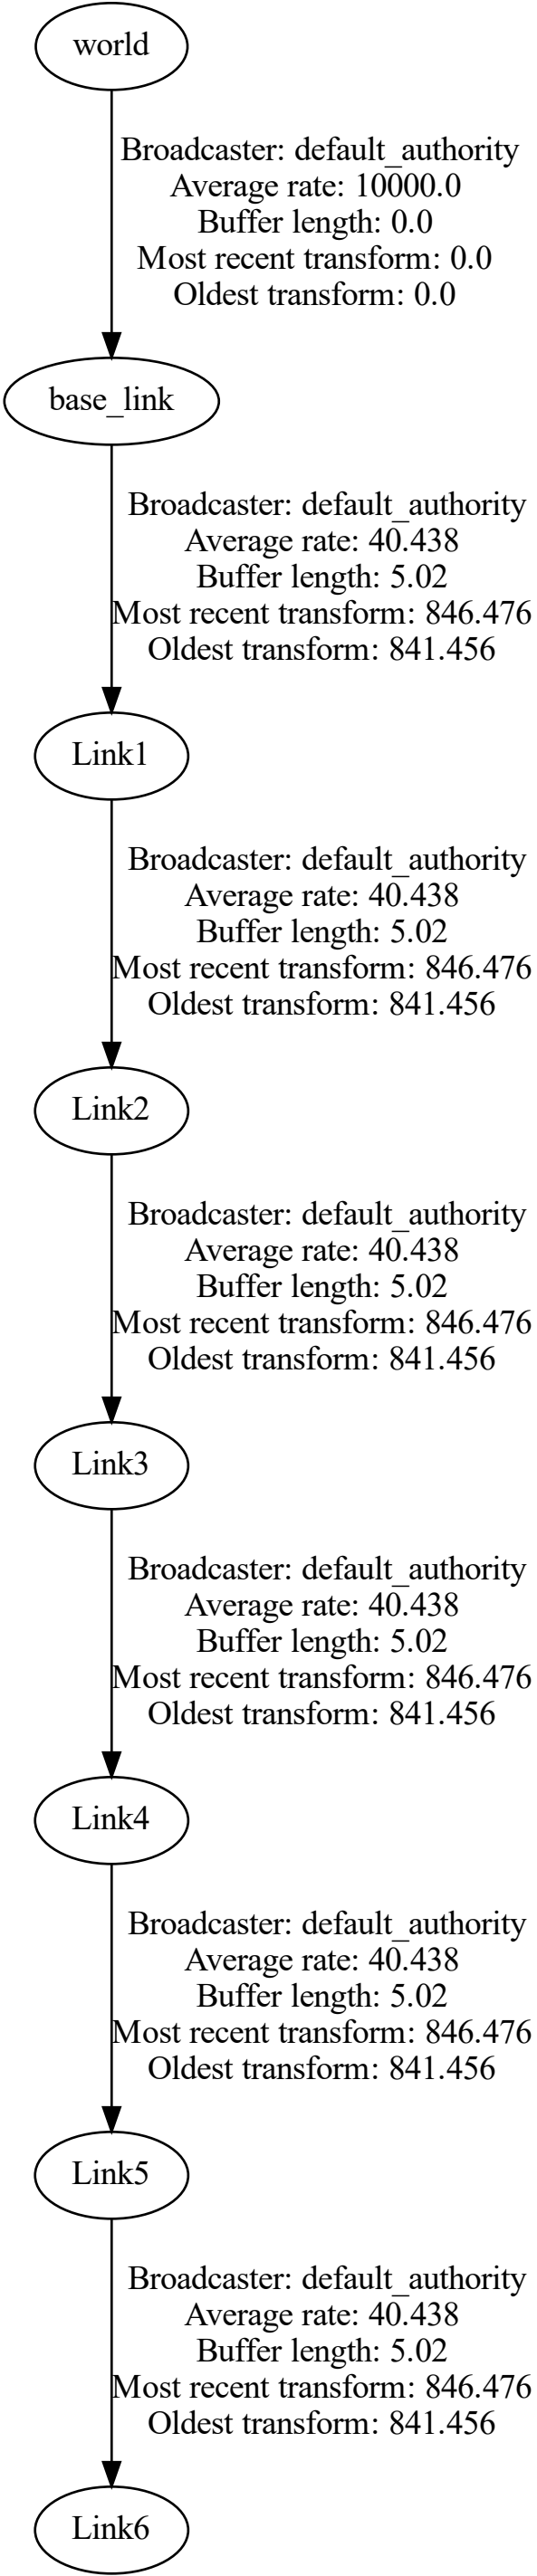 world
Broadcaster: default_authority
Average rate: 10000.0
Buffer length: 0.0
Most recent transform: 0.0
Oldest transform: 0.0
base_link
Broadcaster: default_authority
Average rate: 40.438
Buffer length: 5.02
Most recent transform: 846.476
Oldest transform: 841.456
Link1
Broadcaster: default_authority
Average rate: 40.438
Buffer length: 5.02
Most recent transform: 846.476
Oldest transform: 841.456
Link2
Broadcaster: default_authority
Average rate: 40.438
Buffer length: 5.02
Most recent transform: 846.476
Oldest transform: 841.456
Link3
Broadcaster: default_authority
Average rate: 40.438
Buffer length: 5.02
Most recent transform: 846.476
Oldest transform: 841.456
Link4
Broadcaster: default_authority
Average rate: 40.438
Buffer length: 5.02
Most recent transform: 846.476
Oldest transform: 841.456
Link5
Broadcaster: default_authority
Average rate: 40.438
Buffer length: 5.02
Most recent transform: 846.476
Oldest transform: 841.456
Link6